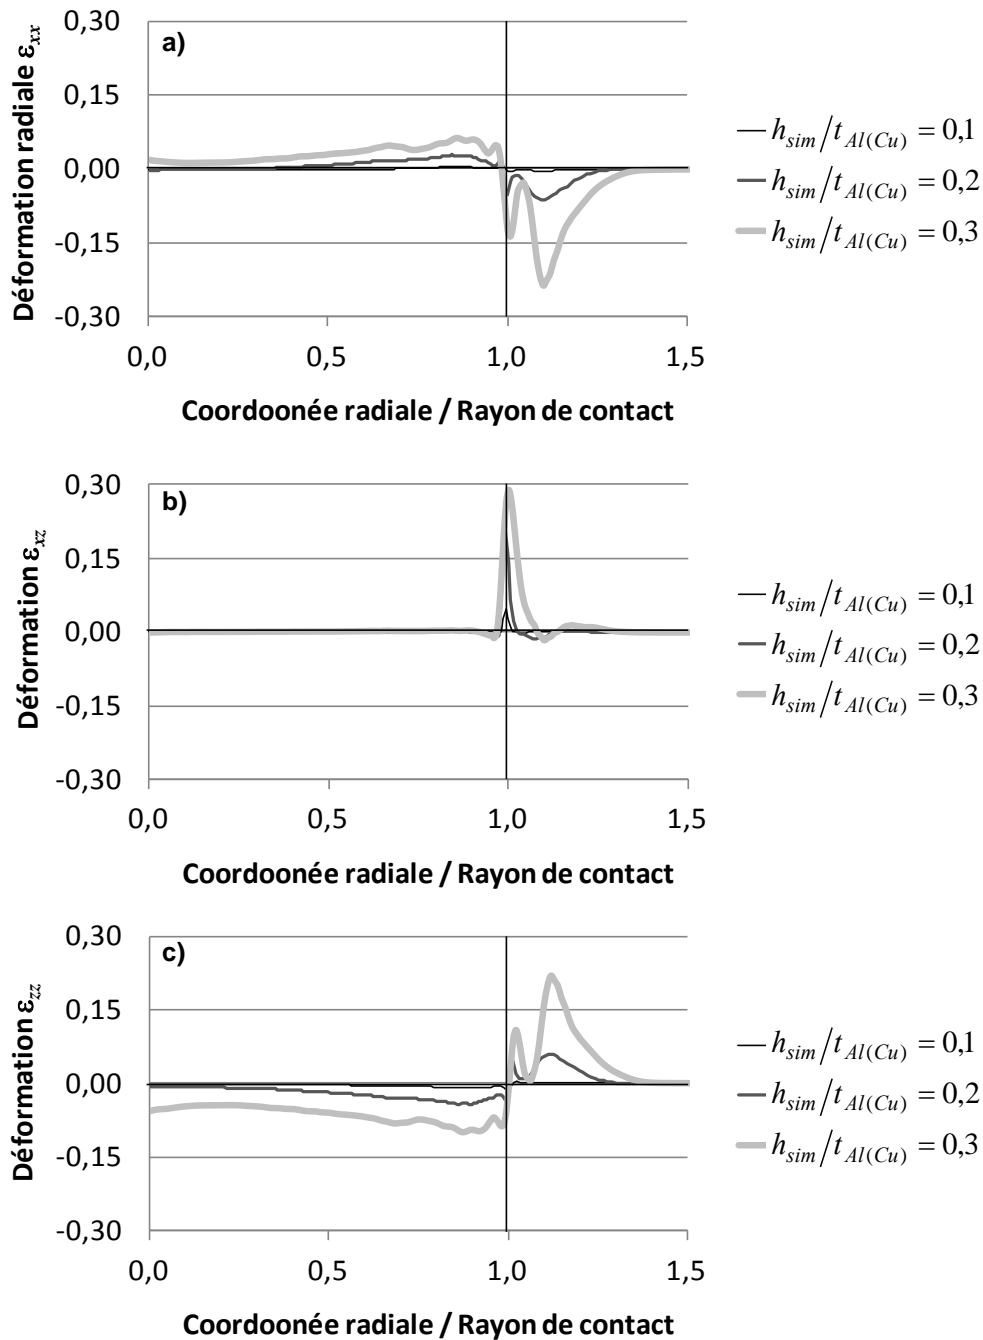 0,30
a)
0,15
0,00
-0,15
-0,30
Déformation radiale εxx
0,0 0,5 1,0 1,5
Coordoonée radiale / Rayon de contact
hsim/tAl(Cu) = 0,1
hsim/tAl(Cu) = 0,2
hsim/tAl(Cu) = 0,3
0,30
b)
0,15
0,00
-0,15
-0,30
Déformation εxz
0,0 0,5 1,0 1,5
Coordoonée radiale / Rayon de contact
hsim/tAl(Cu) = 0,1
hsim/tAl(Cu) = 0,2
hsim/tAl(Cu) = 0,3
0,30
c)
0,15
0,00
-0,15
-0,30
Déformation εzz
0,0 0,5 1,0 1,5
Coordoonée radiale / Rayon de contact
hsim/tAl(Cu) = 0,1
hsim/tAl(Cu) = 0,2
hsim/tAl(Cu) = 0,3